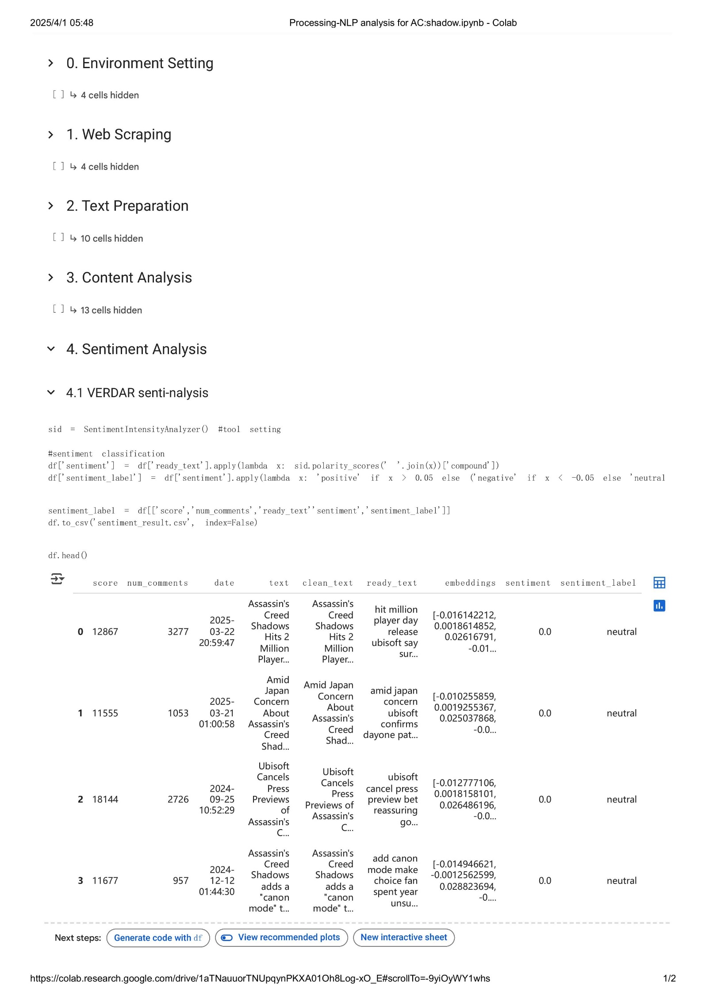 2025/4/1 05:48 Processing-NLP analysis for AC:shadow.ipynb - Colab
0. Environment Setting
[ ] ↳ 4 cells hidden
1. Web Scraping
[ ] ↳ 4 cells hidden
2. Text Preparation
[ ] ↳ 10 cells hidden
3. Content Analysis
[ ] ↳ 13 cells hidden
4. Sentiment Analysis
4.1 VERDAR senti-nalysis
sid = SentimentIntensityAnalyzer() #tool setting
#sentiment classification
df['sentiment'] = df['ready_text'].apply(lambda x: sid.polarity_scores(' '.join(x))['compound'])
df['sentiment_label'] = df['sentiment'].apply(lambda x: 'positive' if x > 0.05 else ('negative' if x < -0.05 else 'neutral
sentiment_label = df[['score','num_comments','ready_text''sentiment','sentiment_label']]
df.to_csv('sentiment_result.csv', index=False)
df.head()
score num_comments date text clean_text ready_text embeddings sentiment sentiment_label
0 12867 3277 2025-03-22 20:59:47 Assassin's Creed Shadows Hits 2 Million Player... Assassin's Creed Shadows Hits 2 Million Player... hit million player day release ubisoft say sur... [-0.016142212, 0.0018614852, 0.02616791, -0.01... 0.0 neutral
1 11555 1053 2025-03-21 01:00:58 Amid Japan Concern About Assassin's Creed Shad... Amid Japan Concern About Assassin's Creed Shad... amid japan concern ubisoft confirms dayone pat... [-0.010255859, 0.0019255367, 0.025037868, -0.0... 0.0 neutral
2 18144 2726 2024-09-25 10:52:29 Ubisoft Cancels Press Previews of Assassin's C... Ubisoft Cancels Press Previews of Assassin's C... ubisoft cancel press preview bet reassuring go... [-0.012777106, 0.0018158101, 0.026486196, -0.0... 0.0 neutral
3 11677 957 2024-12-12 01:44:30 Assassin's Creed Shadows adds a "canon mode" t... Assassin's Creed Shadows adds a "canon mode" t... add canon mode make choice fan spent year unsu... [-0.014946621, -0.0012562599, 0.028823694, -0.... 0.0 neutral
Next steps: Generate code with df View recommended plots New interactive sheet
https://colab.research.google.com/drive/1aTNauuorTNUpqynPKXA01Oh8Log-xO_E#scrollTo=-9yiOyWY1whs 1/2